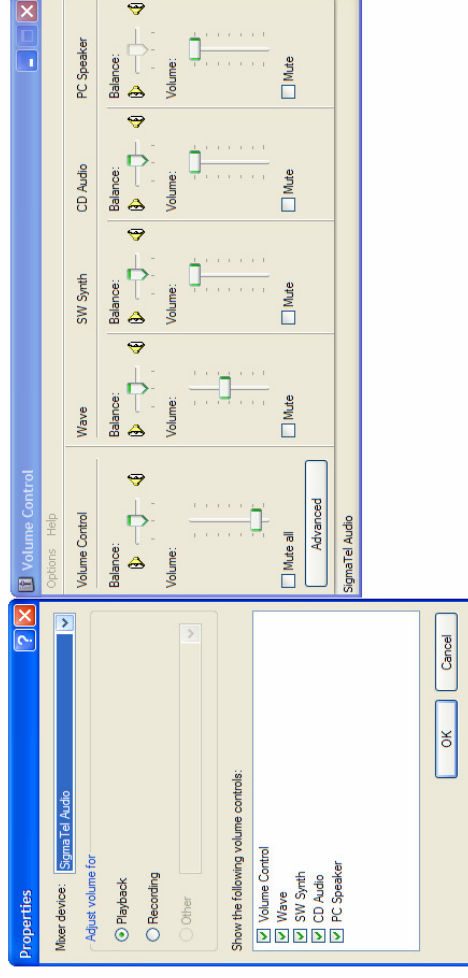 Properties
Mixer device: SigmaTel Audio
Adjust volume for
Playback
Recording
Other
Show the following volume controls:
Volume Control
Wave
SW Synth
CD Audio
PC Speaker
OK Cancel
Volume Control
Options Help
Volume Control Wave SW Synth CD Audio PC Speaker
Balance: Balance: Balance: Balance: Balance:
Volume: Volume: Volume: Volume: Volume:
Mute all Mute Mute Mute Mute
Advanced
SigmaTel Audio